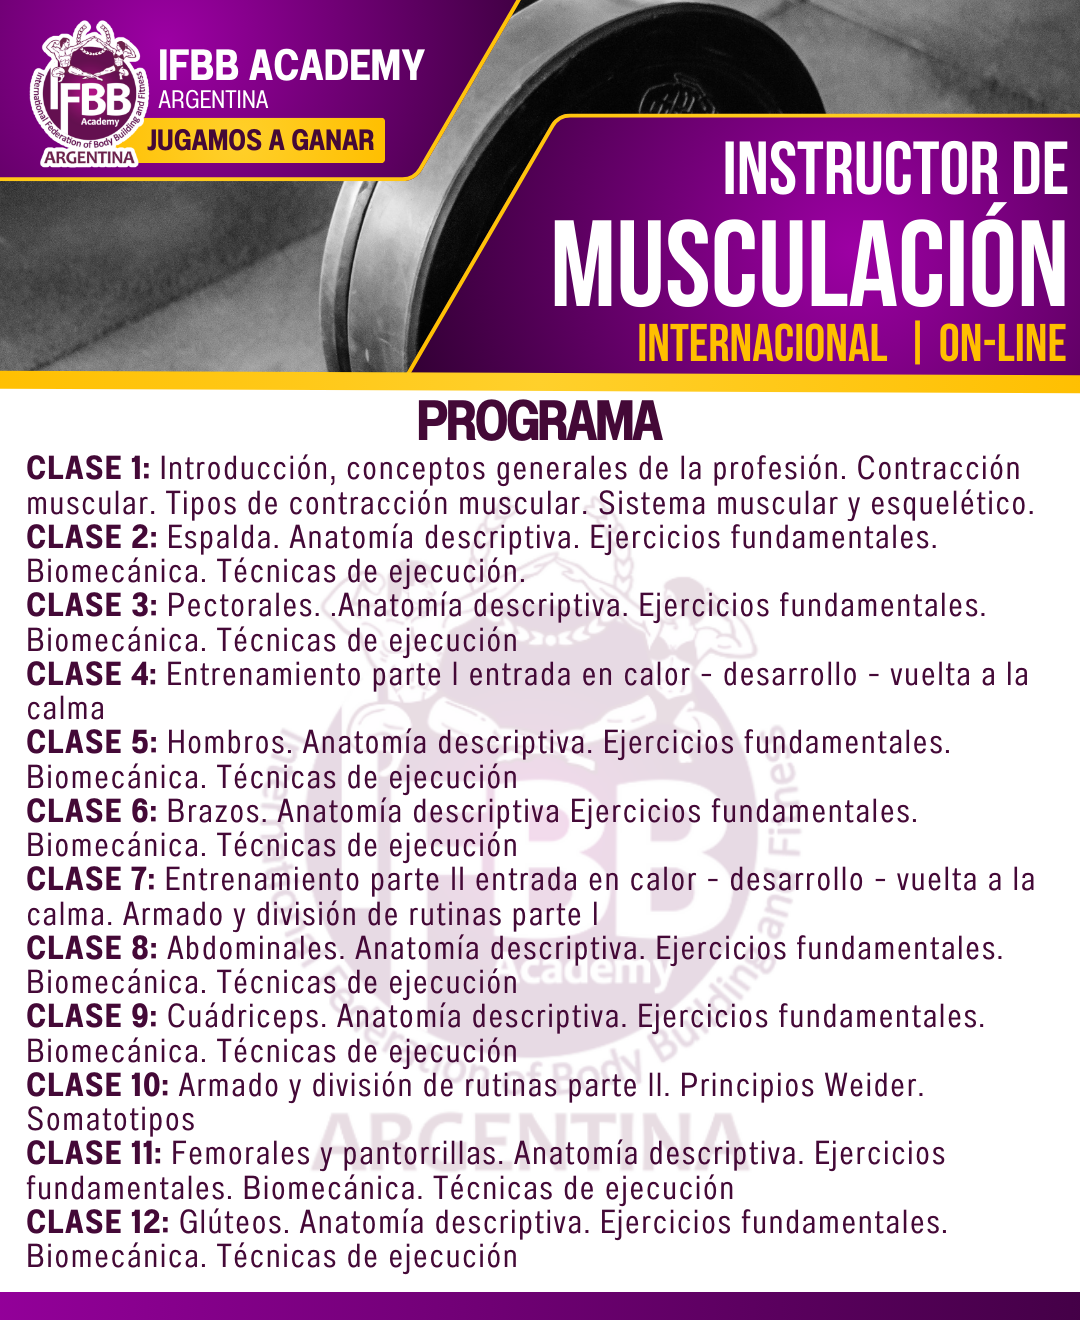 International Federation of Body Building and Fitness
IFBB
Academy
ARGENTINA
IFBB ACADEMY
ARGENTINA
JUGAMOS A GANAR
INSTRUCTOR DE
MUSCULACIÓN
INTERNACIONAL | ON-LINE
PROGRAMA
CLASE 1: Introducción, conceptos generales de la profesión. Contracción
muscular. Tipos de contracción muscular. Sistema muscular y esquelético.
CLASE 2: Espalda. Anatomía descriptiva. Ejercicios fundamentales.
Biomecánica. Técnicas de ejecución.
CLASE 3: Pectorales. .Anatomía descriptiva. Ejercicios fundamentales.
Biomecánica. Técnicas de ejecución
CLASE 4: Entrenamiento parte I entrada en calor - desarrollo - vuelta a la
calma
CLASE 5: Hombros. Anatomía descriptiva. Ejercicios fundamentales.
Biomecánica. Técnicas de ejecución
CLASE 6: Brazos. Anatomía descriptiva Ejercicios fundamentales.
Biomecánica. Técnicas de ejecución
CLASE 7: Entrenamiento parte II entrada en calor - desarrollo - vuelta a la
calma. Armado y división de rutinas parte I
CLASE 8: Abdominales. Anatomía descriptiva. Ejercicios fundamentales.
Biomecánica. Técnicas de ejecución
CLASE 9: Cuádriceps. Anatomía descriptiva. Ejercicios fundamentales.
Biomecánica. Técnicas de ejecución
CLASE 10: Armado y división de rutinas parte II. Principios Weider.
Somatotipos
CLASE 11: Femorales y pantorrillas. Anatomía descriptiva. Ejercicios
fundamentales. Biomecánica. Técnicas de ejecución
CLASE 12: Glúteos. Anatomía descriptiva. Ejercicios fundamentales.
Biomecánica. Técnicas de ejecución